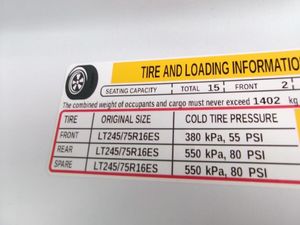 TIRE AND LOADING INFORMATIO
SEATING CAPACITY TOTAL 15 FRONT 2
The combined weight of occupants and cargo must never exceed 1402 kg
TIRE ORIGINAL SIZE COLD TIRE PRESSURE
FRONT LT245/75R16ES 380 kPa, 55 PSI
REAR LT245/75R16ES 550 kPa, 80 PSI
SPARE LT245/75R16ES 550 kPa, 80 PSI